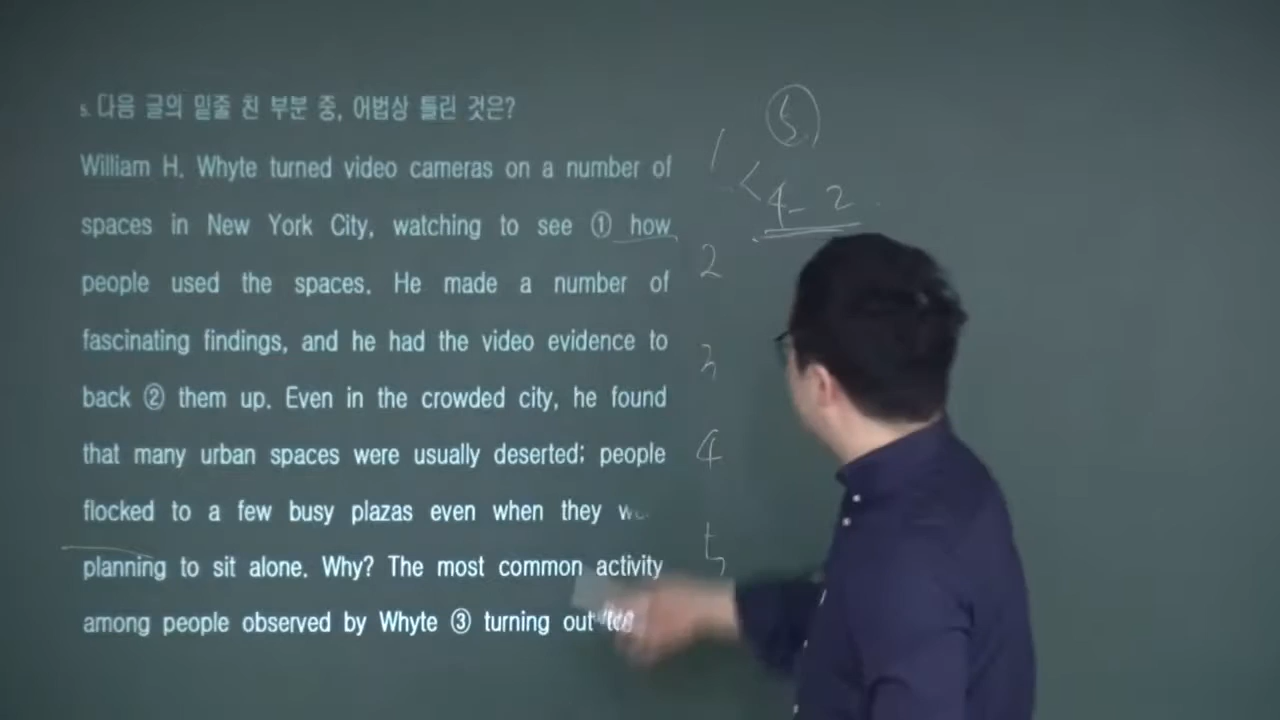 5. 다음 글의 밑줄 친 부분 중, 어법상 틀린 것은?
William H. Whyte turned video cameras on a number of
spaces in New York City, watching to see ① how
people used the spaces. He made a number of
fascinating findings, and he had the video evidence to
back ② them up. Even in the crowded city, he found
that many urban spaces were usually deserted; people
flocked to a few busy plazas even when they
planning to sit alone. Why? The most common activity
among people observed by Whyte ③ turning out
5.
1 < 4-2
2
3
4
5